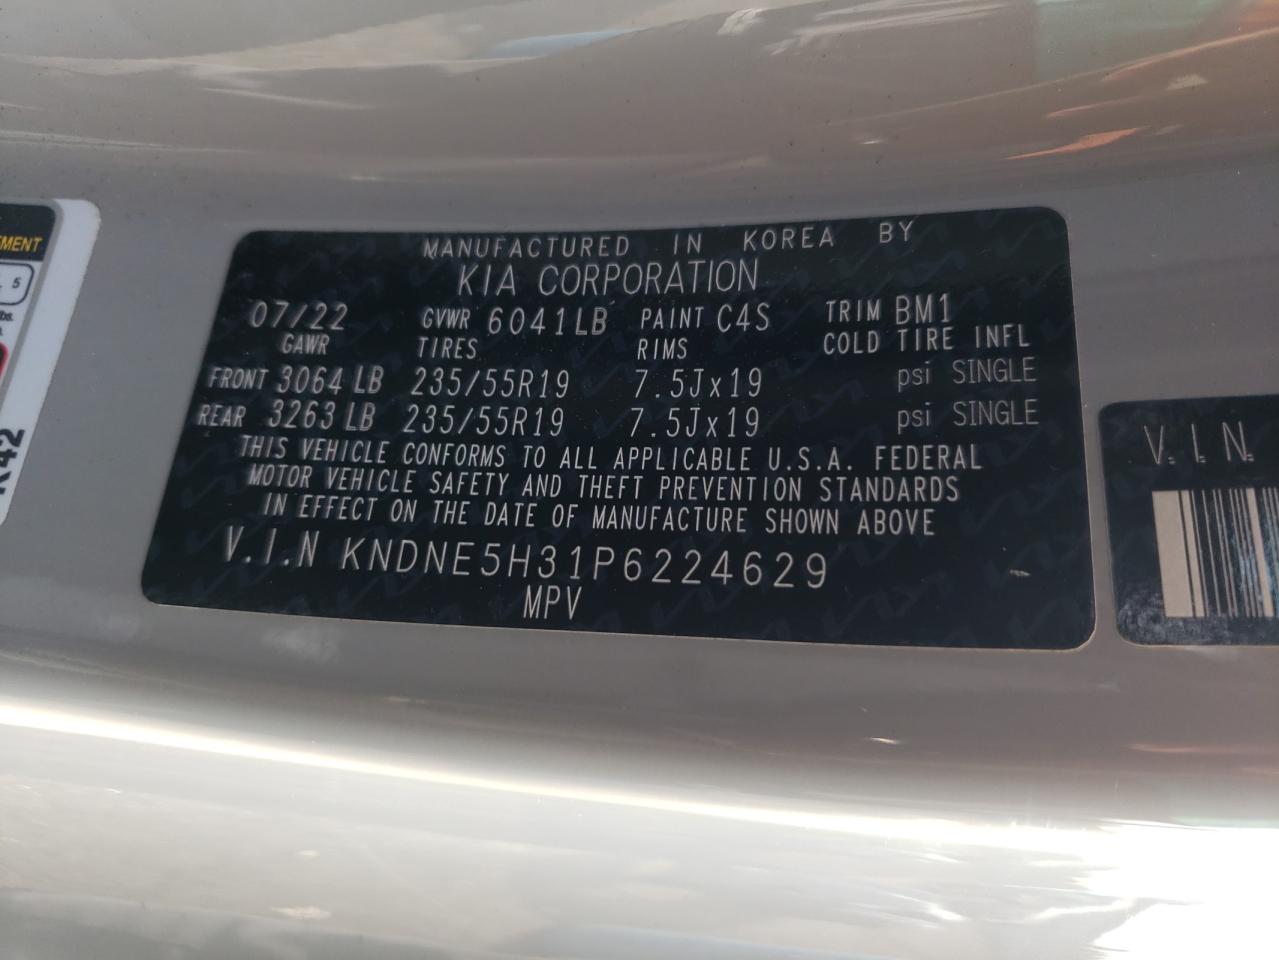 MANUFACTURED IN KOREA BY
KIA CORPORATION
07/22 GVWR 6041LB PAINT C4S TRIM BM1
GAWR TIRES RIMS COLD TIRE INFL
FRONT 3064 LB 235/55R19 7.5Jx19 psi SINGLE
REAR 3263 LB 235/55R19 7.5Jx19 psi SINGLE
THIS VEHICLE CONFORMS TO ALL APPLICABLE U.S.A. FEDERAL
MOTOR VEHICLE SAFETY AND THEFT PREVENTION STANDARDS
IN EFFECT ON THE DATE OF MANUFACTURE SHOWN ABOVE
V.I.N KNDNE5H31P6224629
MPV
V.I.N.
5